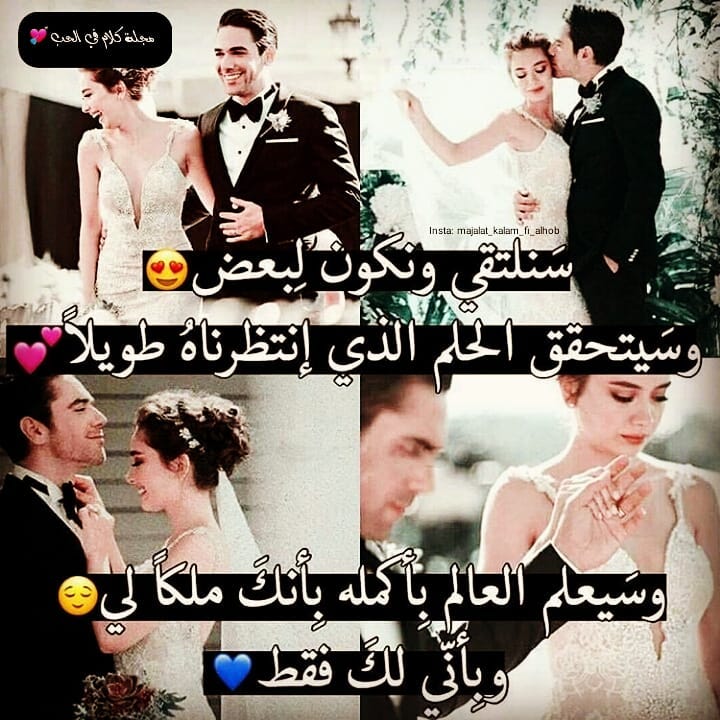 مجلة كلام في الحب 💘
Insta: majalat_kalam_fi_alhob
سَنلتقي ونكون لِبعض😍
وسَيتحقق الحلم الذي إنتظرناهُ طويلاً💕
وسَيعلم العالم بِأكمله بِأنكَ ملكاً لي😌
وبِأنّي لكَ فقط💙